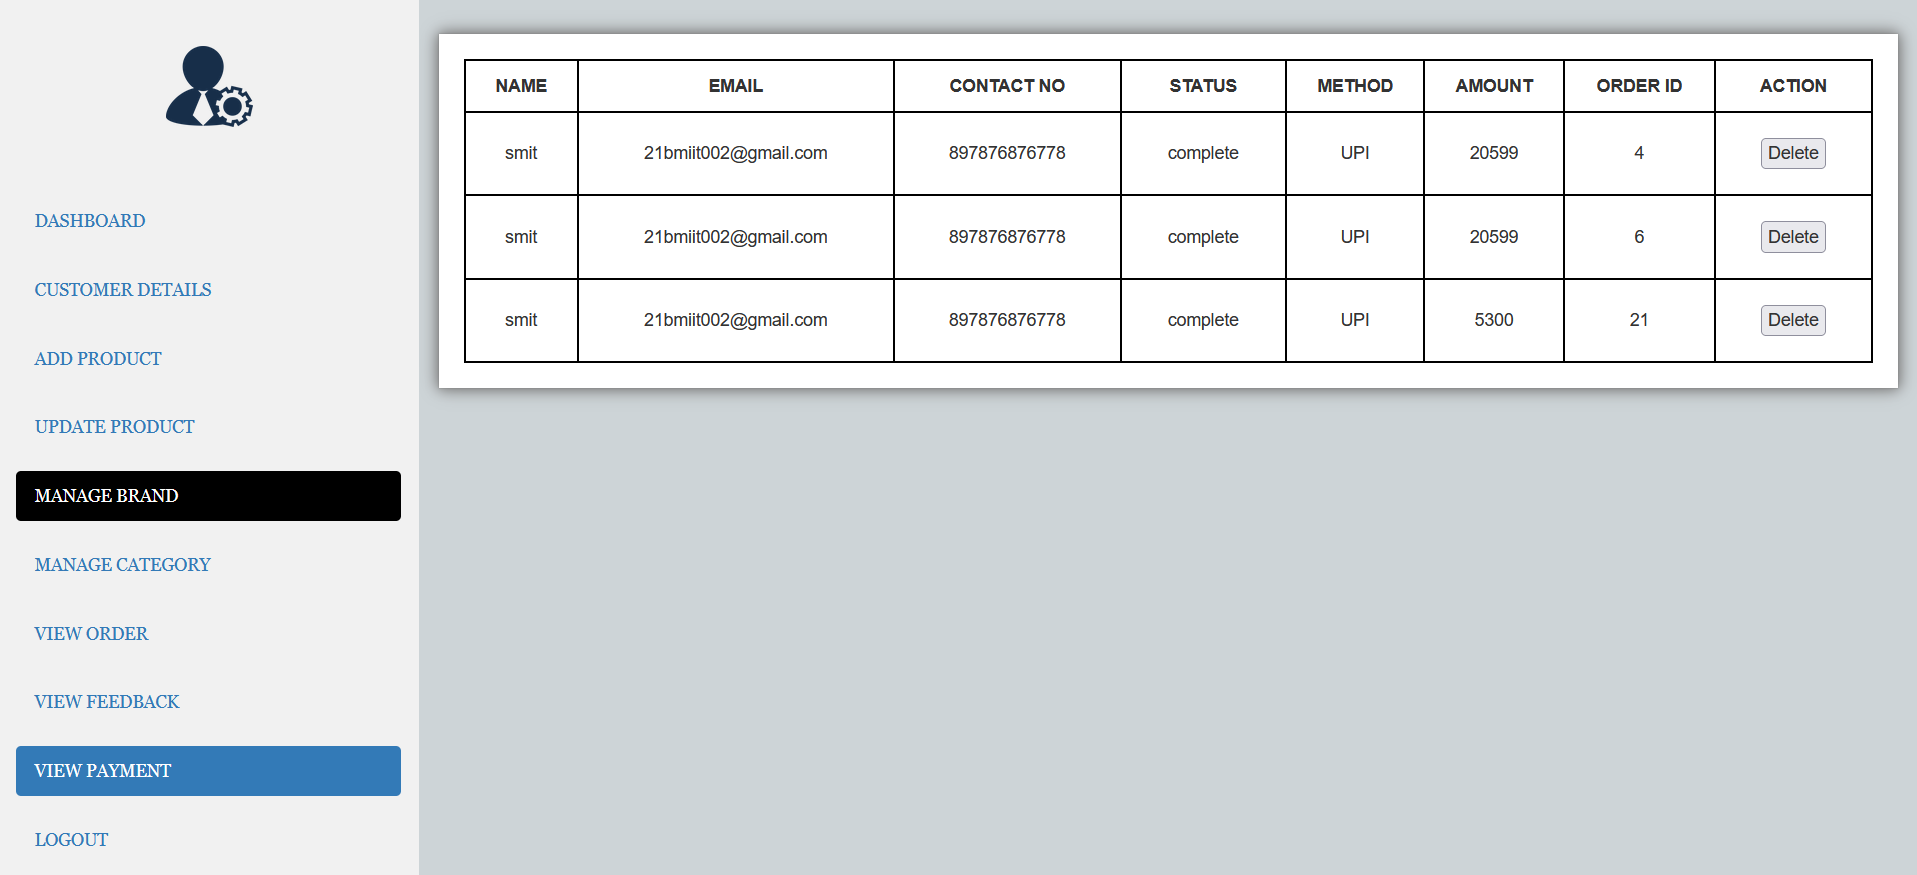 DASHBOARD
CUSTOMER DETAILS
ADD PRODUCT
UPDATE PRODUCT
MANAGE BRAND
MANAGE CATEGORY
VIEW ORDER
VIEW FEEDBACK
VIEW PAYMENT
LOGOUT
NAME EMAIL CONTACT NO STATUS METHOD AMOUNT ORDER ID ACTION
smit 21bmiit002@gmail.com 897876876778 complete UPI 20599 4 Delete
smit 21bmiit002@gmail.com 897876876778 complete UPI 20599 6 Delete
smit 21bmiit002@gmail.com 897876876778 complete UPI 5300 21 Delete